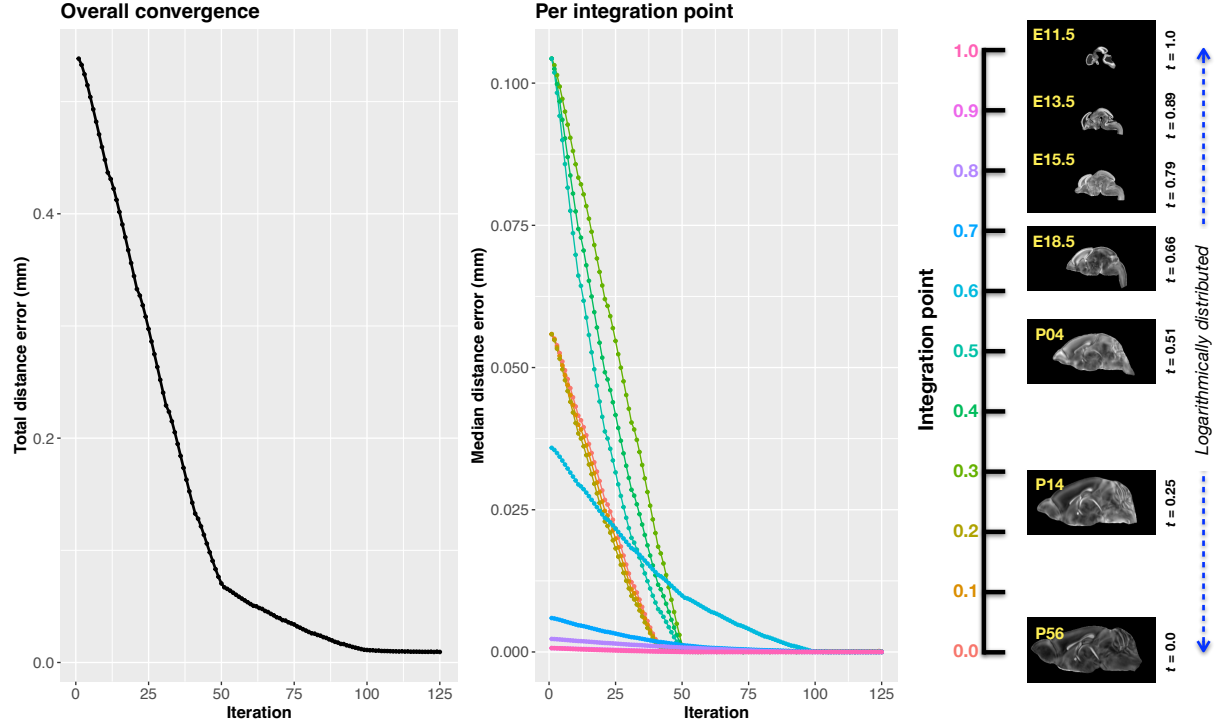 Overall convergence
Total distance error (mm)
0.4
0.2
0.0
0
25
50
75
100
125
Iteration
Per integration point
Median distance error (mm)
0.100
0.075
0.050
0.025
0.000
0
25
50
75
100
125
Iteration
Integration point
1.0
0.9
0.8
0.7
0.6
0.5
0.4
0.3
0.2
0.1
0.0
E11.5
t = 1.0
E13.5
t = 0.89
E15.5
t = 0.79
E18.5
t = 0.66
P04
t = 0.51
P14
t = 0.25
P56
t = 0.0
Logarithmically distributed